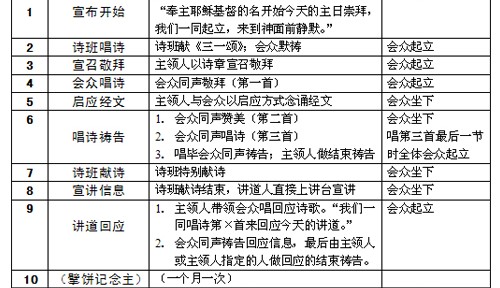 1 宣布开始 “奉主耶稣基督的名开始今天的主日崇拜，
我们一同起立，来到神面前静默。”
2 诗班唱诗 诗班献《三一颂》；会众默祷 会众起立
3 宣召敬拜 主领人以诗章宣召敬拜 会众起立
4 会众唱诗 会众同声敬拜（第一首） 会众起立
5 启应经文 主领人与会众以启应方式念诵经文 会众坐下
6 唱诗祷告 1. 会众同声赞美（第二首） 会众坐下
2. 会众同声唱诗（第三首） 唱第三首最后一节
3. 唱毕会众同声祷告；主领人做结束祷告 时全体会众起立
7 诗班献诗 诗班特别献诗 会众坐下
8 宣讲信息 诗班献诗结束，讲道人直接上讲台宣讲 会众坐下
9 讲道回应 1. 主领人带领会众唱回应诗歌。“我们一 会众起立
同唱诗第×首来回应今天的讲道。”
2. 会众同声祷告回应信息，最后由主领人
或主领人指定的人做回应的结束祷告。
10 （擘饼记念主） （一个月一次）